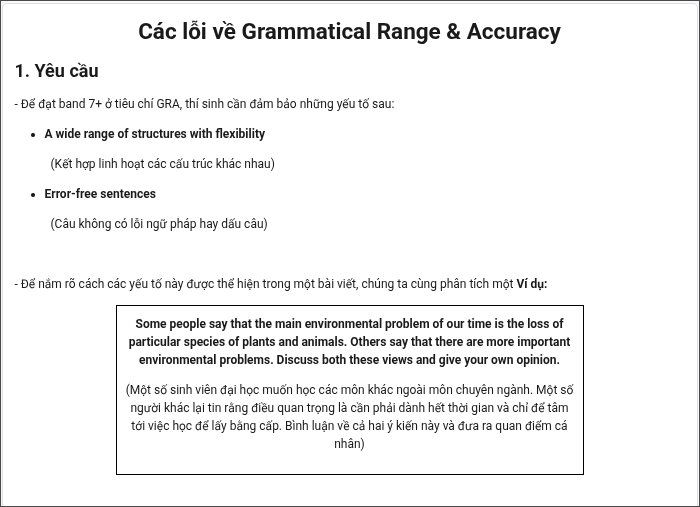 Các lỗi về Grammatical Range & Accuracy
1. Yêu cầu
- Để đạt band 7+ ở tiêu chí GRA, thí sinh cần đảm bảo những yếu tố sau:
• A wide range of structures with flexibility
(Kết hợp linh hoạt các cấu trúc khác nhau)
• Error-free sentences
(Câu không có lỗi ngữ pháp hay dấu câu)
- Để nắm rõ cách các yếu tố này được thể hiện trong một bài viết, chúng ta cùng phân tích một Ví dụ:
Some people say that the main environmental problem of our time is the loss of
particular species of plants and animals. Others say that there are more important
environmental problems. Discuss both these views and give your own opinion.
(Một số sinh viên đại học muốn học các môn khác ngoài môn chuyên ngành. Một số
người khác lại tin rằng điều quan trọng là cần phải dành hết thời gian và chỉ để tâm
tới việc học để lấy bằng cấp. Bình luận về cả hai ý kiến này và đưa ra quan điểm cá
nhân)